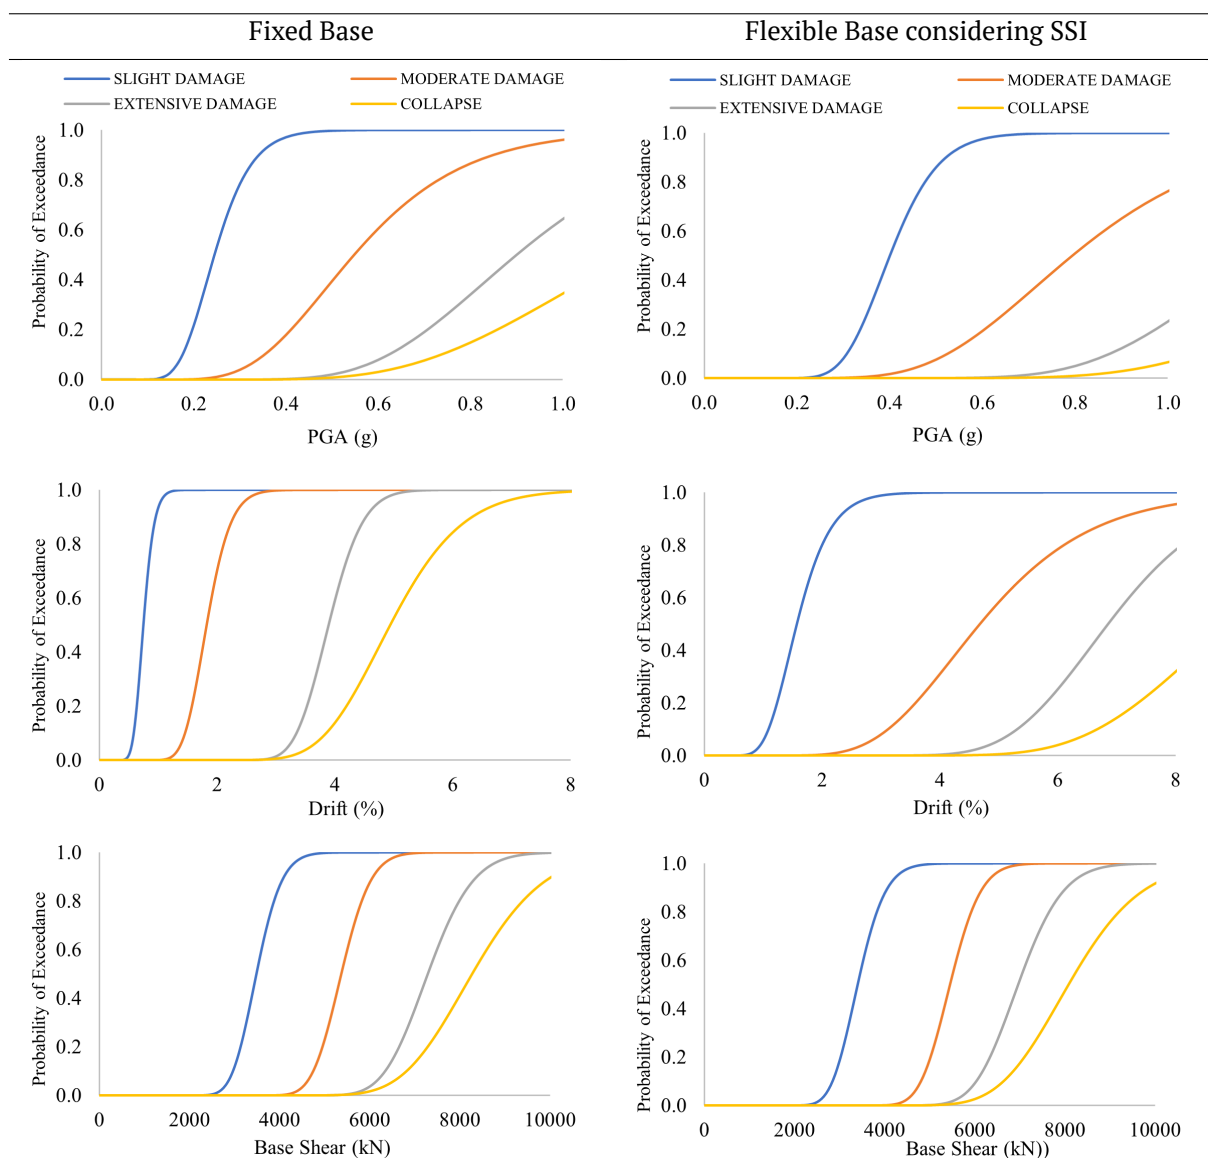 Fixed Base
Flexible Base considering SSI
SLIGHT DAMAGE
MODERATE DAMAGE
EXTENSIVE DAMAGE
COLLAPSE
1.0
0.8
0.6
0.4
0.2
0.0
Probability of Exceedance
0.0 0.2 0.4 0.6 0.8 1.0
PGA (g)
SLIGHT DAMAGE
MODERATE DAMAGE
EXTENSIVE DAMAGE
COLLAPSE
1.0
0.8
0.6
0.4
0.2
0.0
Probability of Exceedance
0.0 0.2 0.4 0.6 0.8 1.0
PGA (g)
1.0
0.8
0.6
0.4
0.2
0.0
Probability of Exceedance
0 2 4 6 8
Drift (%)
1.0
0.8
0.6
0.4
0.2
0.0
Probability of Exceedance
0 2 4 6 8
Drift (%)
1.0
0.8
0.6
0.4
0.2
0.0
Probability of Exceedance
0 2000 4000 6000 8000 10000
Base Shear (kN)
1.0
0.8
0.6
0.4
0.2
0.0
Probability of Exceedance
0 2000 4000 6000 8000 10000
Base Shear (kN))